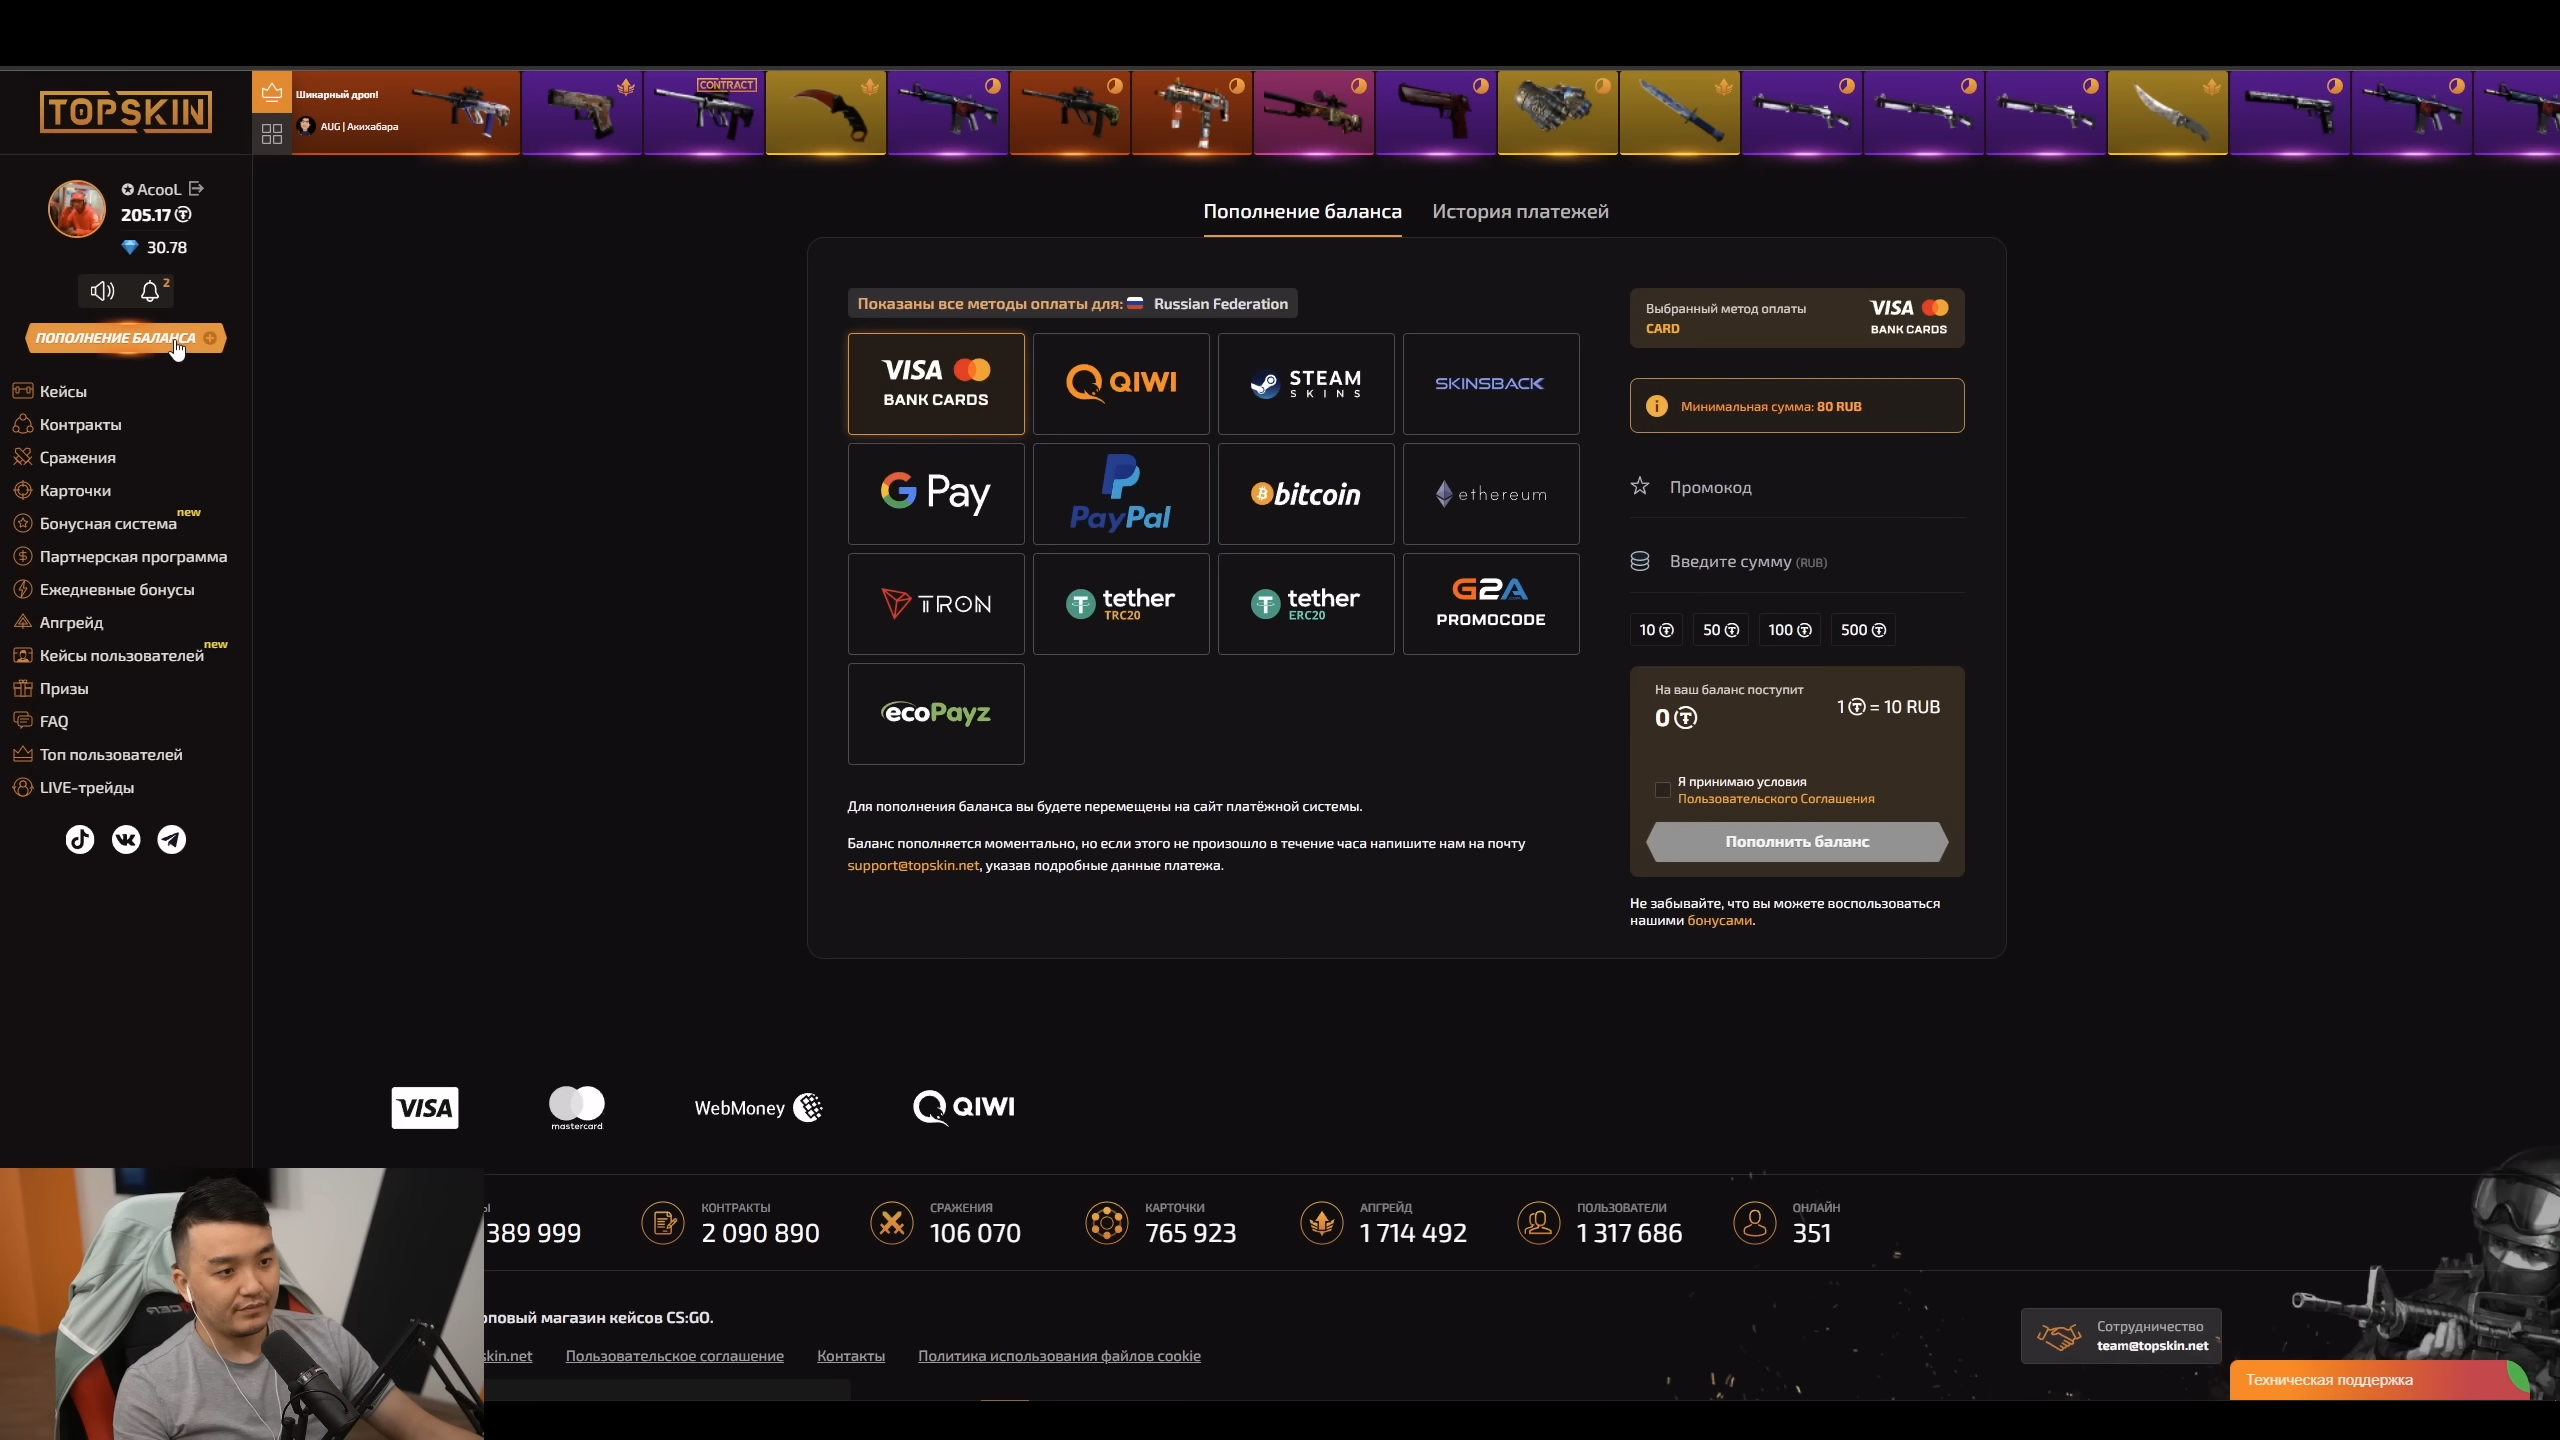 TOPSKIN
Шикарный дроп!
AUG | Акихабара
CONTRACT
AcooL
205.17
30.78
2
ПОПОЛНЕНИЕ БАЛАНСА
Кейсы
Контракты
Сражения
Карточки
Бонусная система new
Партнерская программа
Ежедневные бонусы
Апгрейд
Кейсы пользователей new
Призы
FAQ
Топ пользователей
LIVE-трейды
Пополнение баланса
История платежей
Показаны все методы оплаты для: Russian Federation
VISA
BANK CARDS
QIWI
STEAM
SKINS
SKINSBACK
G Pay
PayPal
bitcoin
ethereum
TRON
tether
TRC20
tether
ERC20
G2A
PROMOCODE
ecoPayz
Для пополнения баланса вы будете перемещены на сайт платёжной системы.
Баланс пополняется моментально, но если этого не произошло в течение часа напишите нам на почту
support@topskin.net, указав подробные данные платежа.
Выбранный метод оплаты
CARD
VISA
BANK CARDS
Минимальная сумма: 80 RUB
Промокод
Введите сумму (RUB)
10
50
100
500
На ваш баланс поступит
0
1 = 10 RUB
Я принимаю условия
Пользовательского Соглашения
Пополнить баланс
Не забывайте, что вы можете воспользоваться
нашими бонусами.
VISA
mastercard.
WebMoney
QIWI
389 999
КОНТРАКТЫ
2 090 890
СРАЖЕНИЯ
106 070
КАРТОЧКИ
765 923
АПГРЕЙД
1 714 492
ПОЛЬЗОВАТЕЛИ
1 317 686
ОНЛАЙН
351
оповый магазин кейсов CS:GO.
skin.net
Пользовательское соглашение
Контакты
Политика использования файлов cookie
Сотрудничество
team@topskin.net
Техническая поддержка